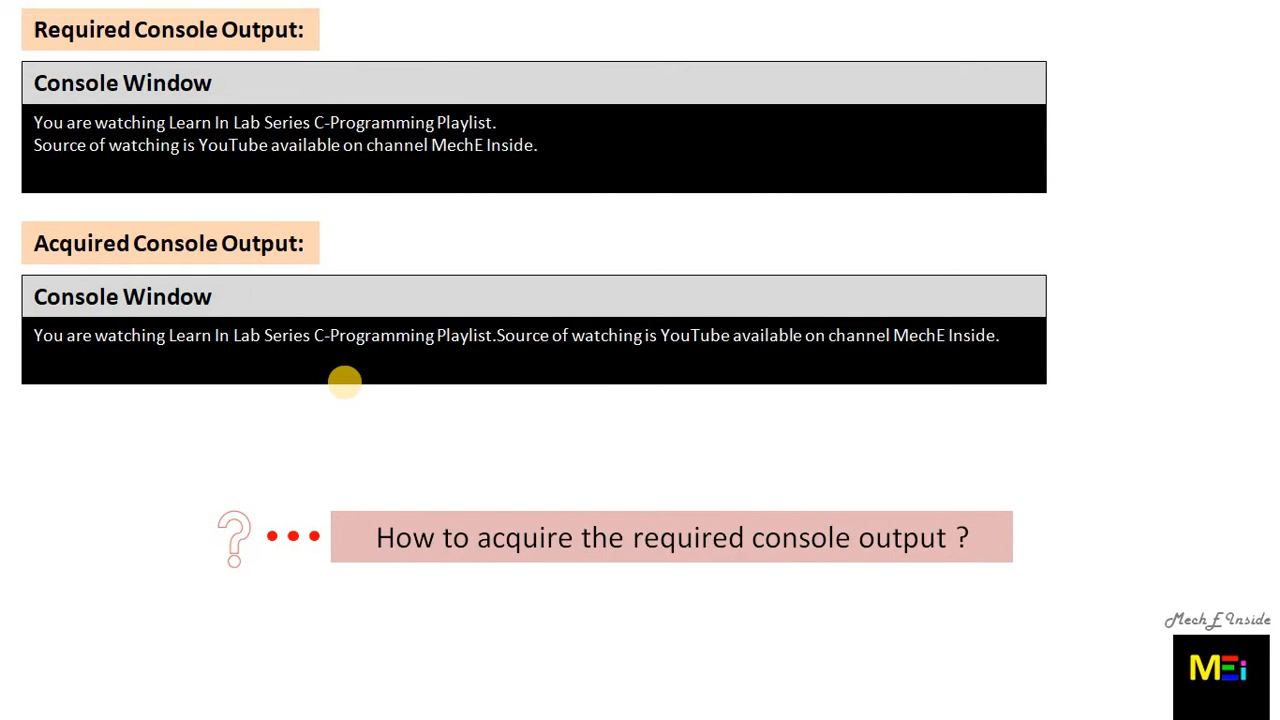 Required Console Output:
Console Window
You are watching Learn In Lab Series C-Programming Playlist.
Source of watching is YouTube available on channel MechE Inside.
Acquired Console Output:
Console Window
You are watching Learn In Lab Series C-Programming Playlist.Source of watching is YouTube available on channel MechE Inside.
?
How to acquire the required console output ?
MechE Inside
MEi